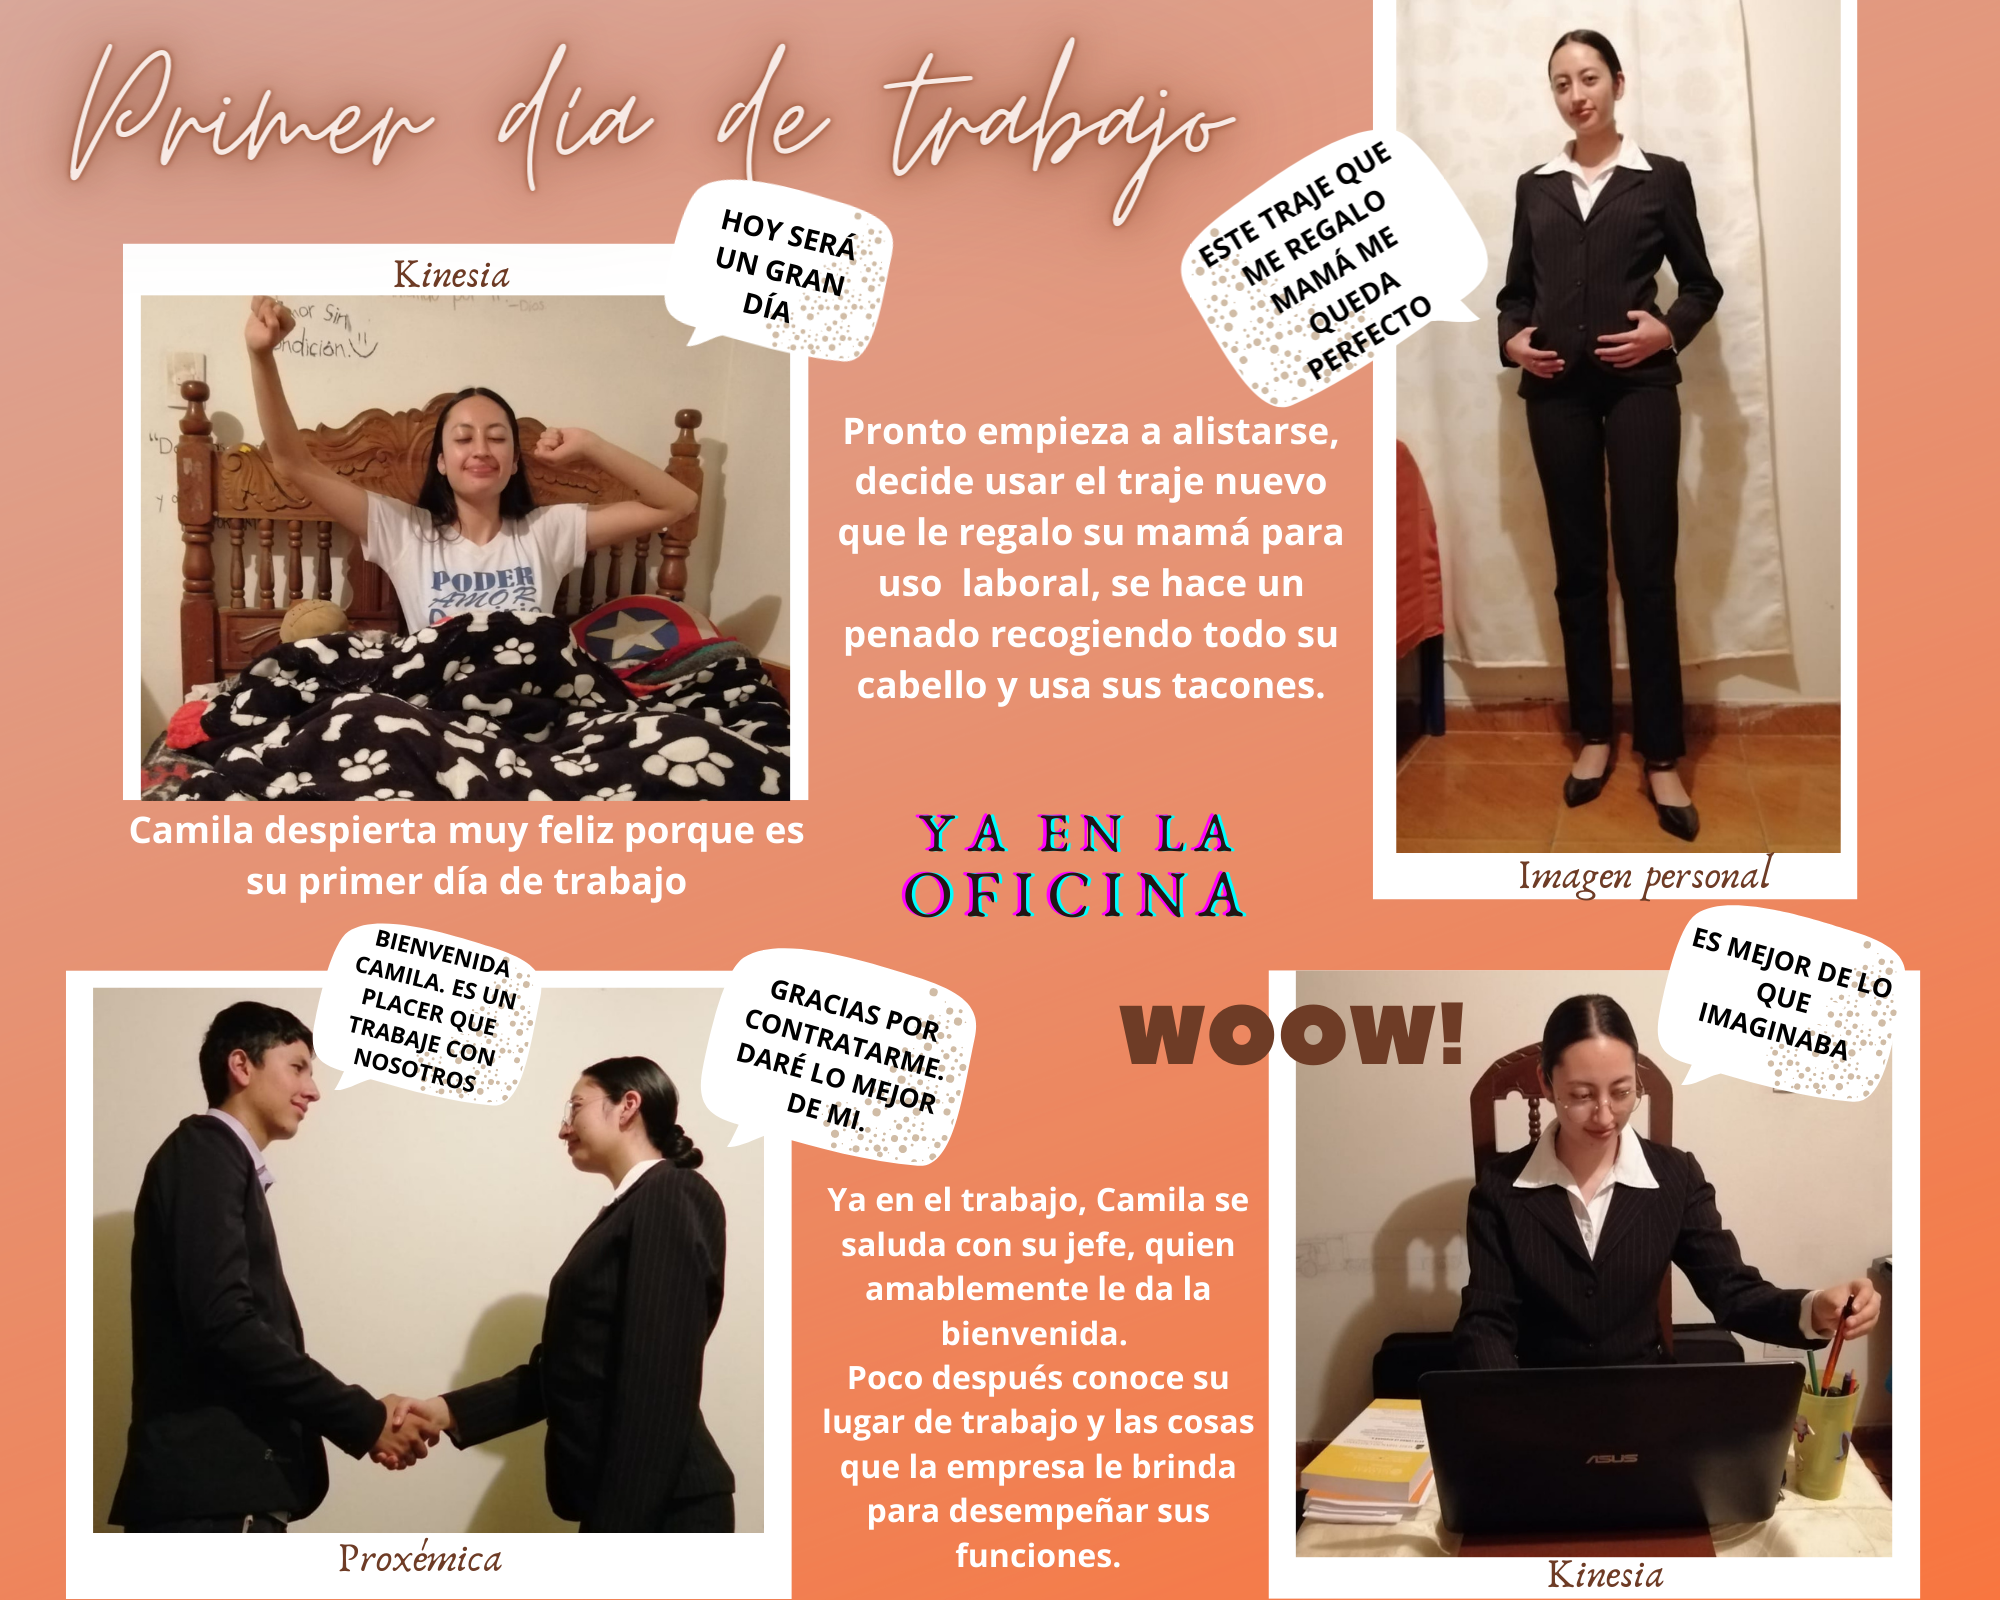 Primer día de trabajo
Kinesia
HOY SERÁ
UN GRAN
DÍA
PODER
AMOR
Camila despierta muy feliz porque es
su primer día de trabajo
Pronto empieza a alistarse,
decide usar el traje nuevo
que le regalo su mamá para
uso  laboral, se hace un
penado recogiendo todo su
cabello y usa sus tacones.
ESTE TRAJE QUE
ME REGALO
MAMÁ ME
QUEDA
PERFECTO
Imagen personal
YA EN LA
OFICINA
BIENVENIDA
CAMILA. ES UN
PLACER QUE
TRABAJE CON
NOSOTROS
GRACIAS POR
CONTRATARME.
DARÉ LO MEJOR
DE MI.
Proxémica
Ya en el trabajo, Camila se
saluda con su jefe, quien
amablemente le da la
bienvenida.
Poco después conoce su
lugar de trabajo y las cosas
que la empresa le brinda
para desempeñar sus
funciones.
WOOW!
ES MEJOR DE LO
QUE
IMAGINABA
ASUS
Kinesia